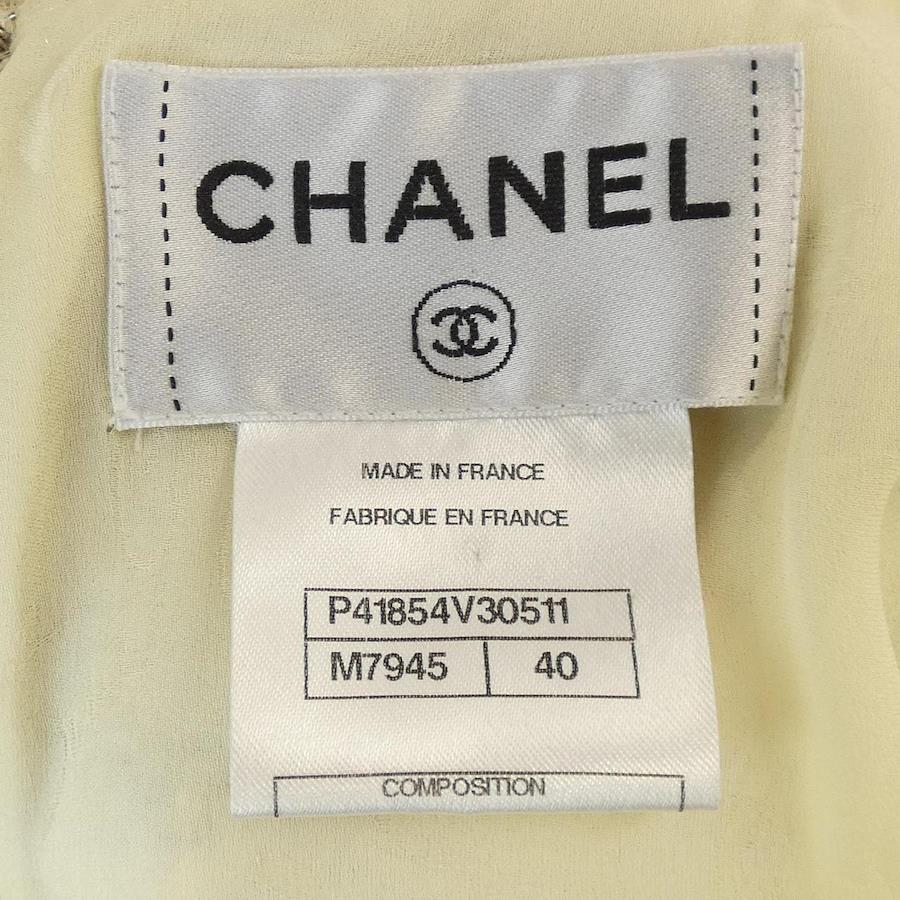 CHANEL
MADE IN FRANCE
FABRIQUE EN FRANCE
P41854V30511
M7945 40
COMPOSITION